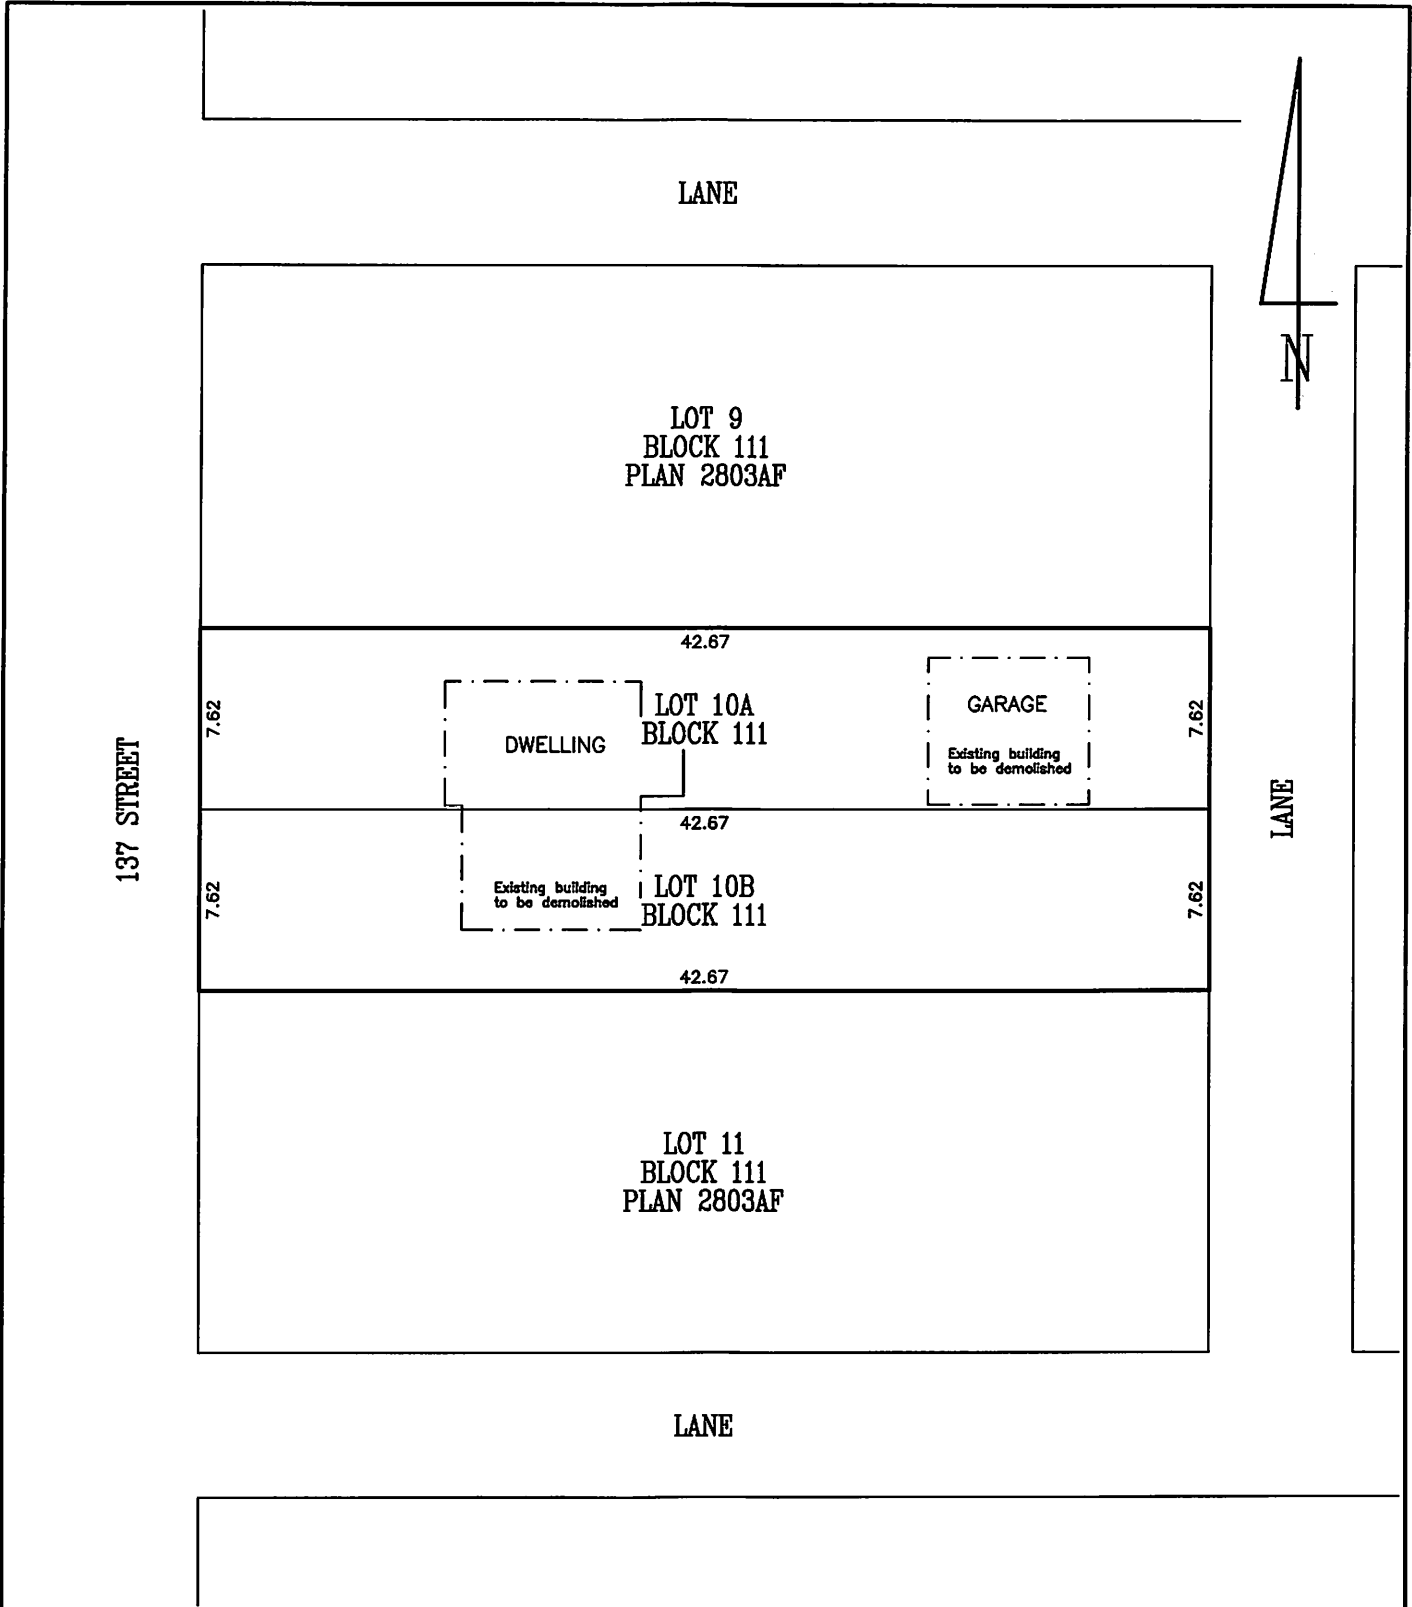 LANE
N
LOT 9
BLOCK 111
PLAN 2803AF
42.67
7.62
LOT 10A
BLOCK 111
DWELLING
GARAGE
Existing building
to be demolished
7.62
137 STREET
LANE
42.67
7.62
Existing building
to be demolished
LOT 10B
BLOCK 111
7.62
42.67
LOT 11
BLOCK 111
PLAN 2803AF
LANE